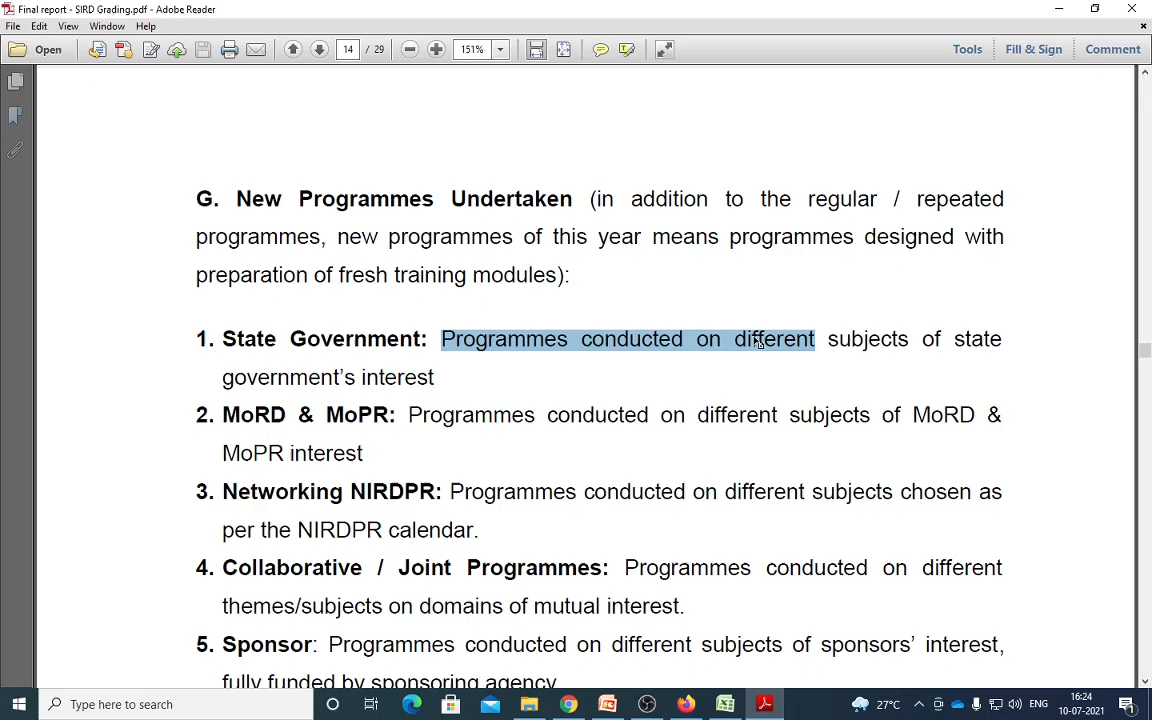 Final report - SIRD Grading.pdf - Adobe Reader
File Edit View Window Help
Open 14 / 29 151% Tools Fill & Sign Comment
G. New Programmes Undertaken (in addition to the regular / repeated
programmes, new programmes of this year means programmes designed with
preparation of fresh training modules):
1. State Government: Programmes conducted on different subjects of state
government's interest
2. MoRD & MoPR: Programmes conducted on different subjects of MoRD &
MoPR interest
3. Networking NIRDPR: Programmes conducted on different subjects chosen as
per the NIRDPR calendar.
4. Collaborative / Joint Programmes: Programmes conducted on different
themes/subjects on domains of mutual interest.
5. Sponsor: Programmes conducted on different subjects of sponsors' interest,
fully funded by sponsoring agency
Type here to search 27°C ENG 16:24
10-07-2021 1